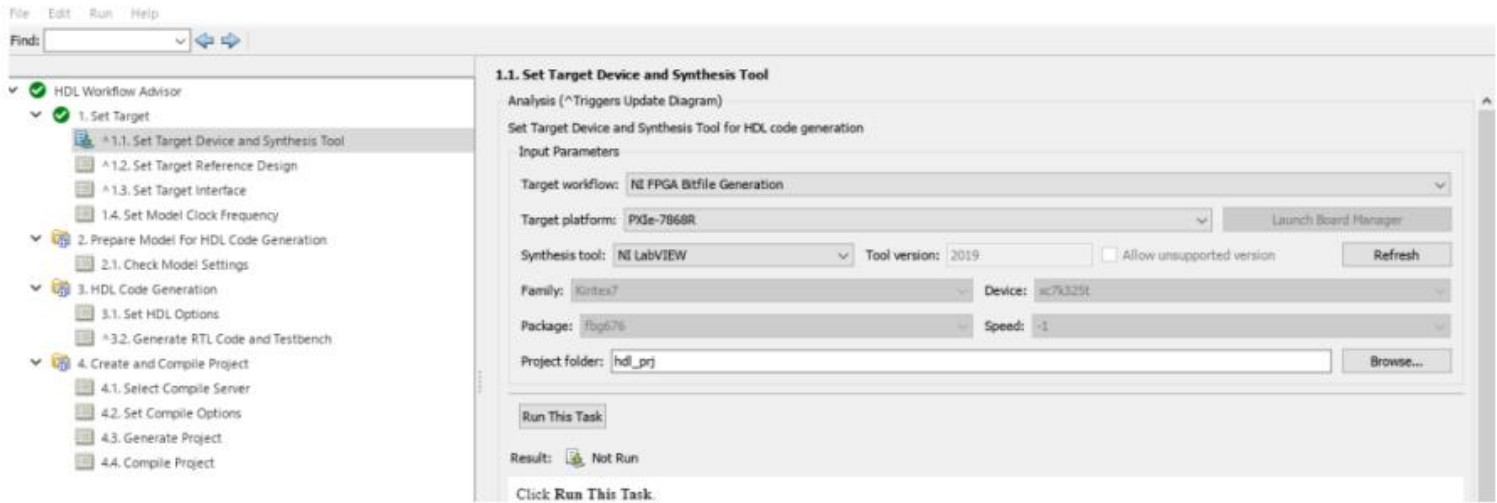 File Edit Run Help
Find:
HDL Workflow Advisor
1. Set Target
^1.1. Set Target Device and Synthesis Tool
^1.2. Set Target Reference Design
^1.3. Set Target Interface
1.4. Set Model Clock Frequency
2. Prepare Model For HDL Code Generation
2.1. Check Model Settings
3. HDL Code Generation
3.1. Set HDL Options
^3.2. Generate RTL Code and Testbench
4. Create and Compile Project
4.1. Select Compile Server
4.2. Set Compile Options
4.3. Generate Project
4.4. Compile Project
1.1. Set Target Device and Synthesis Tool
Analysis (^Triggers Update Diagram)
Set Target Device and Synthesis Tool for HDL code generation
Input Parameters
Target workflow: NI FPGA Bitfile Generation
Target platform: PXIe-7868R Launch Board Manager
Synthesis tool: NI LabVIEW Tool version: 2019 Allow unsupported version Refresh
Family: Kintex7 Device: xc7k325t
Package: fbg676 Speed: -1
Project folder: hdl_prj Browse...
Run This Task
Result: Not Run
Click Run This Task.